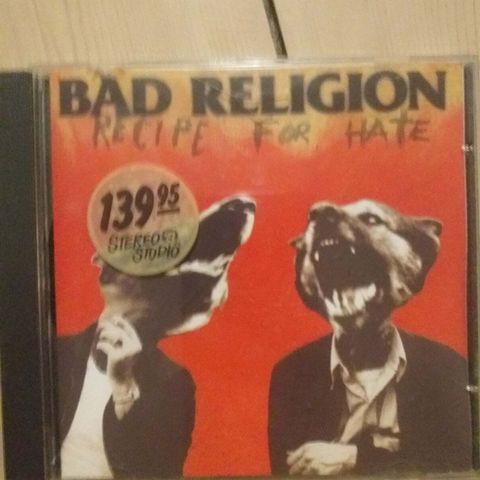 BAD RELIGION
RECIPE FOR HATE
139 95
STEREO
STUDIO